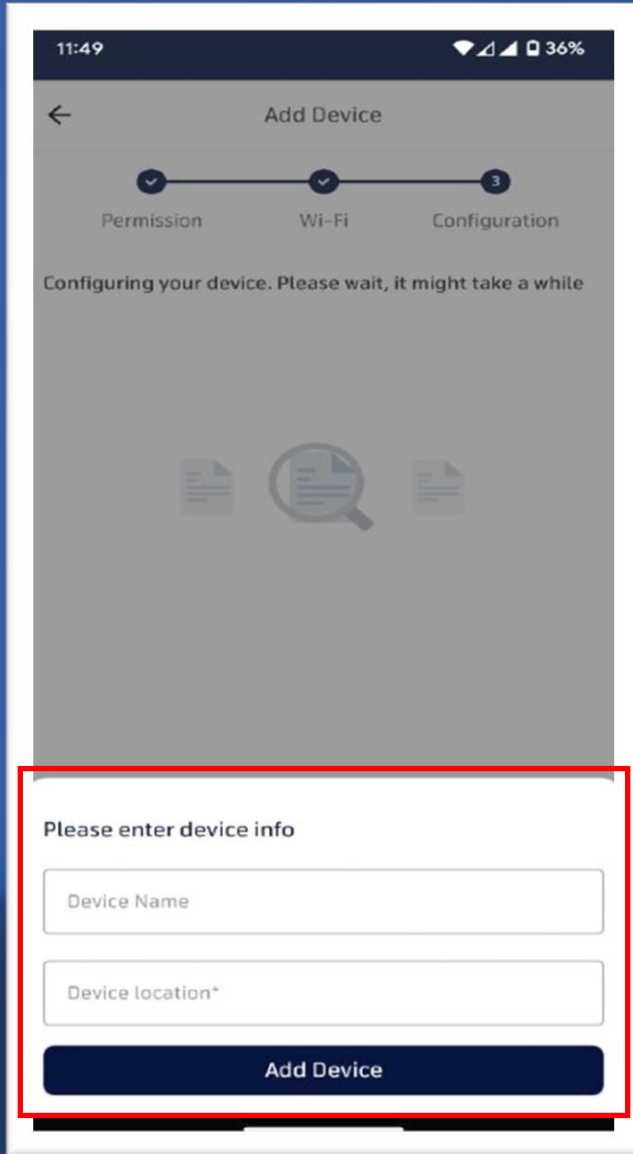 11:49
36%
Add Device
3
Permission
Wi-Fi
Configuration
Configuring your device. Please wait, it might take a while
Please enter device info
Device Name
Device location*
Add Device